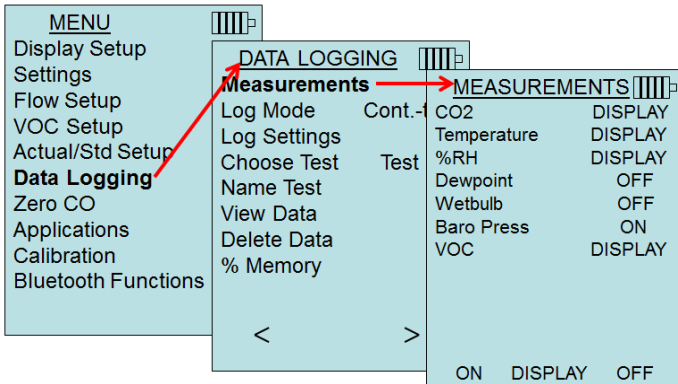 MENU
Display Setup
Settings
Flow Setup
VOC Setup
Actual/Std Setup
Data Logging
Zero CO
Applications
Calibration
Bluetooth Functions
DATA LOGGING
Measurements
Log Mode Cont.-t
Log Settings
Choose Test Test
Name Test
View Data
Delete Data
% Memory
< >
MEASUREMENTS
CO2 DISPLAY
Temperature DISPLAY
%RH DISPLAY
Dewpoint OFF
Wetbulb OFF
Baro Press ON
VOC DISPLAY
ON DISPLAY OFF